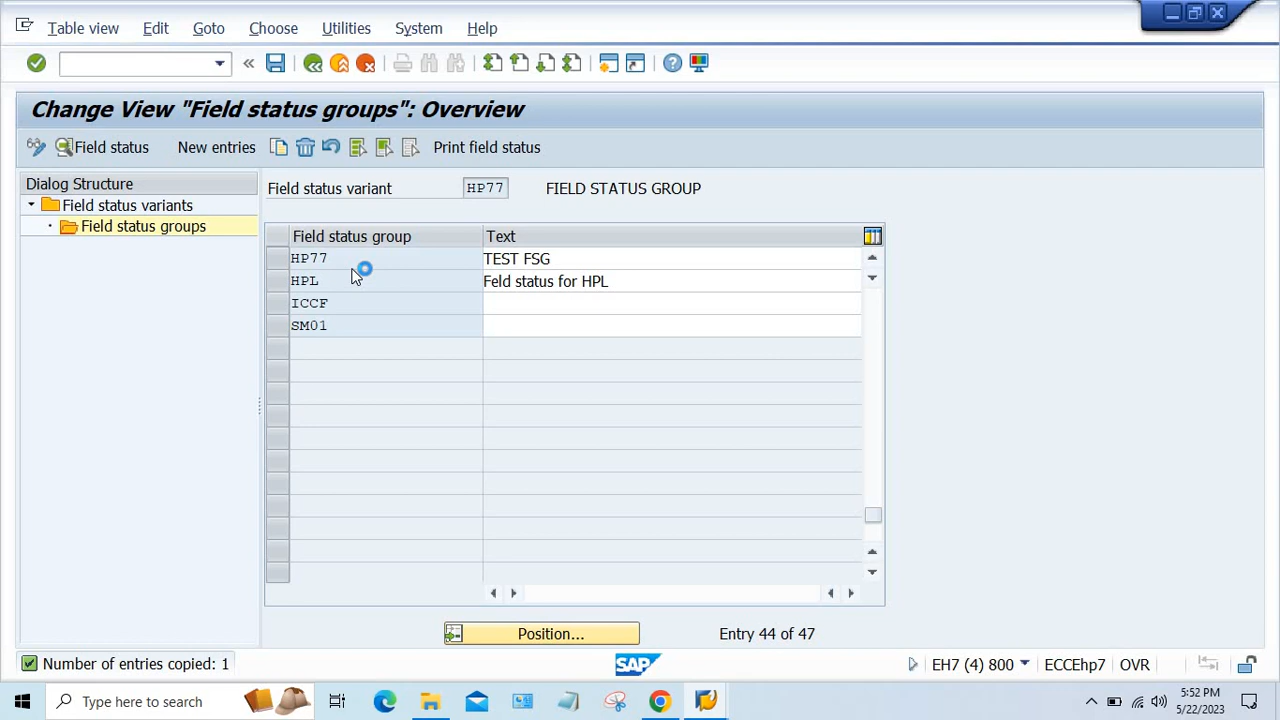 Table view Edit Goto Choose Utilities System Help
Change View "Field status groups": Overview
Field status New entries Print field status
Dialog Structure
Field status variants
Field status groups
Field status variant HP77 FIELD STATUS GROUP
Field status group Text
HP77 TEST FSG
HPL Feld status for HPL
ICCF
SM01
Position... Entry 44 of 47
Number of entries copied: 1
SAP
EH7 (4) 800 ECCEhp7 OVR
Type here to search
5:52 PM
5/22/2023